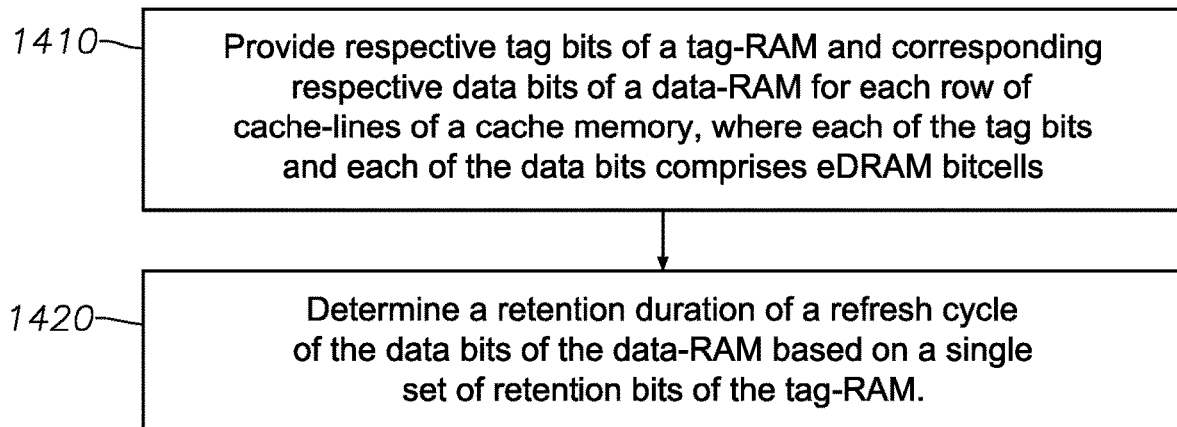 1410
Provide respective tag bits of a tag-RAM and corresponding
respective data bits of a data-RAM for each row of
cache-lines of a cache memory, where each of the tag bits
and each of the data bits comprises eDRAM bitcells
1420
Determine a retention duration of a refresh cycle
of the data bits of the data-RAM based on a single
set of retention bits of the tag-RAM.